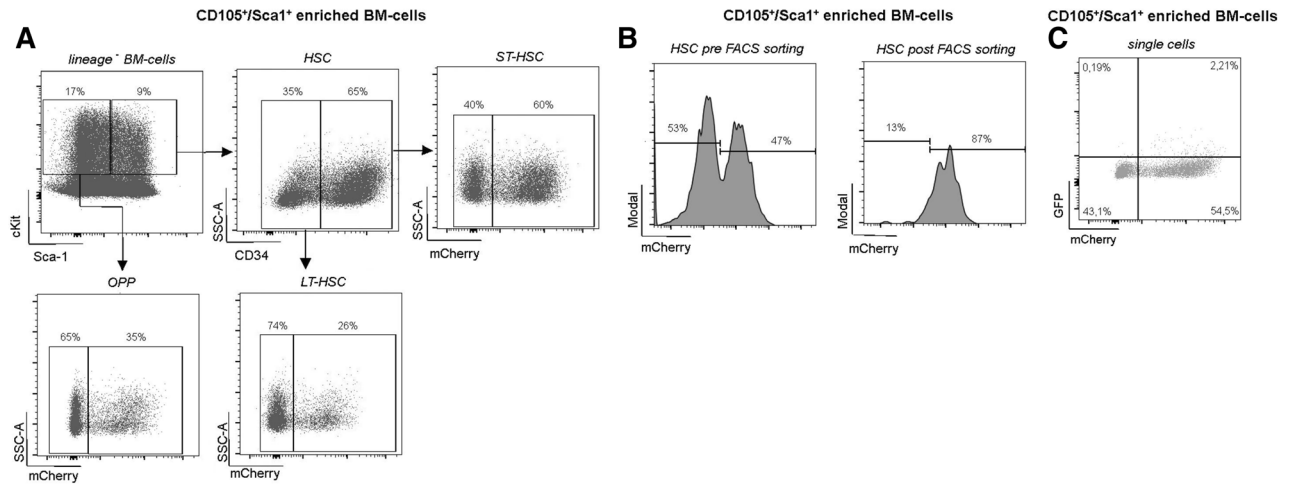 CD105⁺/Sca1⁺ enriched BM-cells
A
lineage⁻ BM-cells
17% 9%
cKit
Sca-1
HSC
35% 65%
SSC-A
CD34
ST-HSC
40% 60%
SSC-A
mCherry
OPP
65% 35%
SSC-A
mCherry
LT-HSC
74% 26%
SSC-A
mCherry
CD105⁺/Sca1⁺ enriched BM-cells
B
HSC pre FACS sorting
53%
47%
Modal
mCherry
HSC post FACS sorting
13%
87%
Modal
mCherry
CD105⁺/Sca1⁺ enriched BM-cells
C
single cells
0,19% 2,21%
GFP
43,1% 54,5%
mCherry